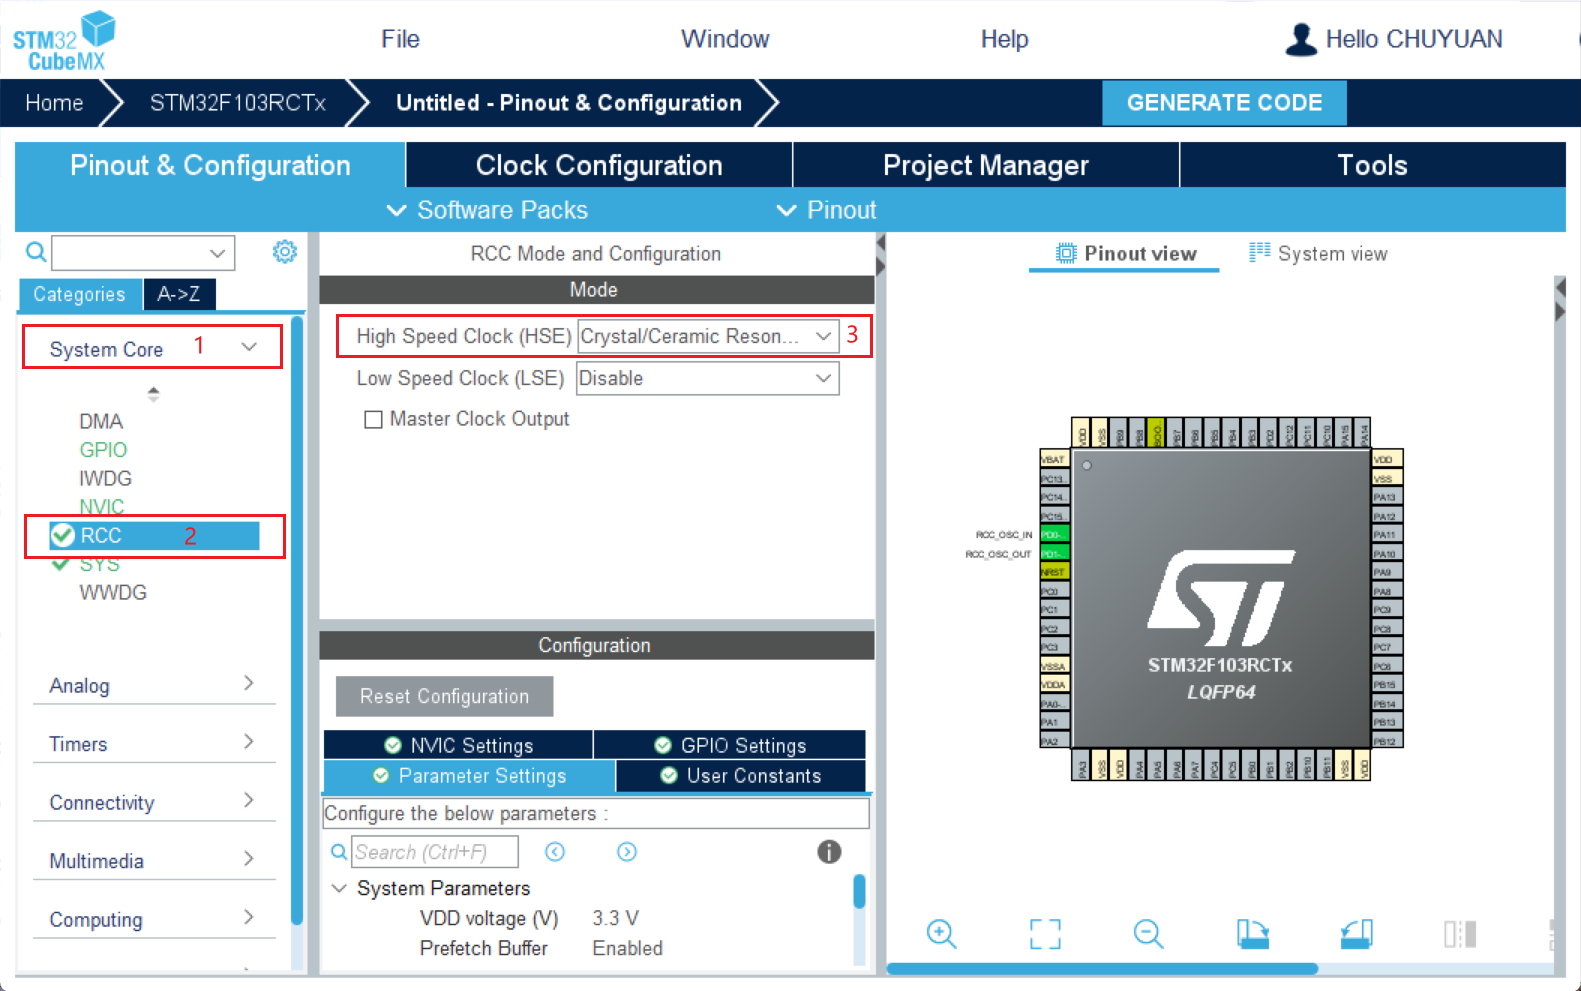 STM32
CubeMX
File
Window
Help
Hello CHUYUAN
Home
STM32F103RCTx
Untitled - Pinout & Configuration
GENERATE CODE
Pinout & Configuration
Clock Configuration
Project Manager
Tools
Software Packs
Pinout
Categories
A->Z
System Core
1
DMA
GPIO
IWDG
NVIC
RCC
2
SYS
WWDG
Analog
Timers
Connectivity
Multimedia
Computing
RCC Mode and Configuration
Mode
High Speed Clock (HSE)
Crystal/Ceramic Reson...
3
Low Speed Clock (LSE)
Disable
Master Clock Output
Configuration
Reset Configuration
NVIC Settings
GPIO Settings
Parameter Settings
User Constants
Configure the below parameters :
Search (Ctrl+F)
System Parameters
VDD voltage (V)
3.3 V
Prefetch Buffer
Enabled
Pinout view
System view
VDD
VSS
PB9
PB8
BOO..
PB7
PB6
PB5
PB4
PB3
PD2
PC12
PC11
PC10
PA15
PA14
VBAT
PC13..
PC14..
PC15..
RCC_OSC_IN
PD0-..
RCC_OSC_OUT
PD1-..
NRST
PC0
PC1
PC2
PC3
VSSA
VDDA
PA0-..
PA1
PA2
VDD
VSS
PA13
PA12
PA11
PA10
PA9
PA8
PC9
PC8
PC7
PC6
PB15
PB14
PB13
PB12
STM32F103RCTx
LQFP64
PA3
VSS
VDD
PA4
PA5
PA6
PA7
PC4
PC5
PB0
PB1
PB2
PB10
PB11
VSS
VDD